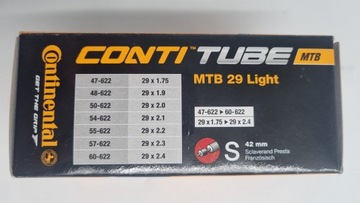 Continental
GET THE GRIP
CONTI™TUBE
MTB
MTB 29 Light
47-622 29 x 1.75
48-622 29 x 1.9
50-622 29 x 2.0
54-622 29 x 2.1
55-622 29 x 2.2
57-622 29 x 2.3
60-622 29 x 2.4
47-622 ▸ 60-622
29 x 1.75 ▸ 29 x 2.4
S
42 mm
Sclaverand Presta
Französisch